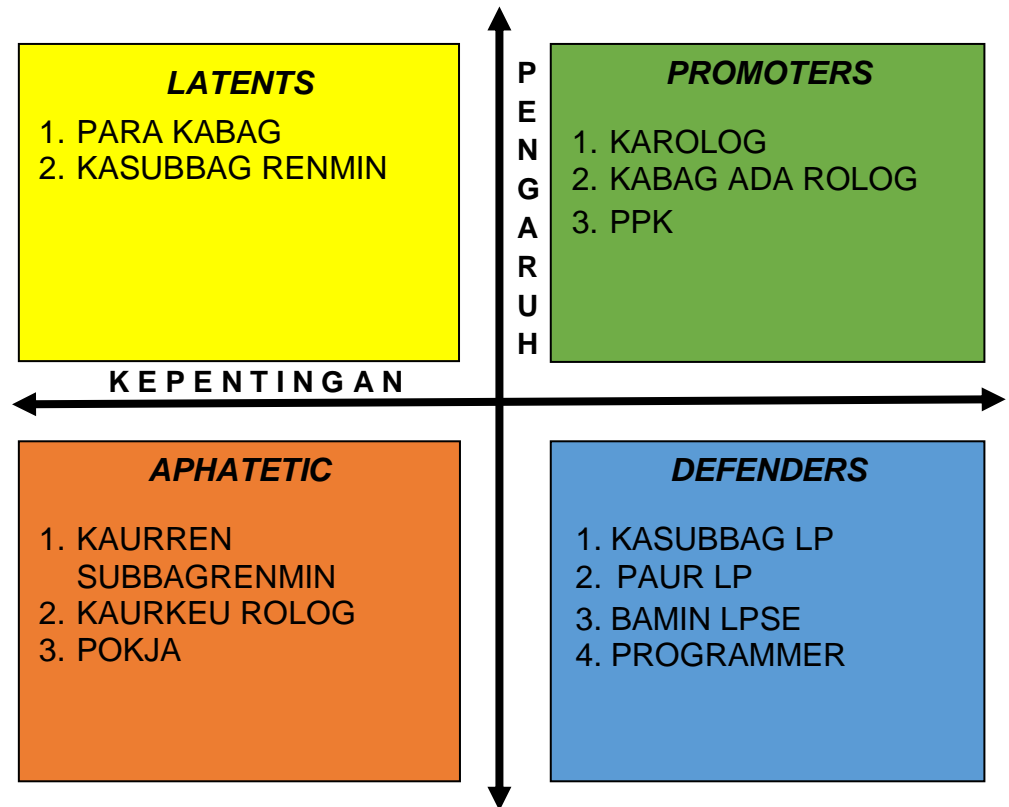 LATENTS
1. PARA KABAG
2. KASUBBAG RENMIN
PENGARUH
PROMOTERS
1. KAROLOG
2. KABAG ADA ROLOG
3. PPK
KEPENTINGAN
APHATETIC
1. KAURREN
SUBBAGRENMIN
2. KAURKEU ROLOG
3. POKJA
DEFENDERS
1. KASUBBAG LP
2. PAUR LP
3. BAMIN LPSE
4. PROGRAMMER